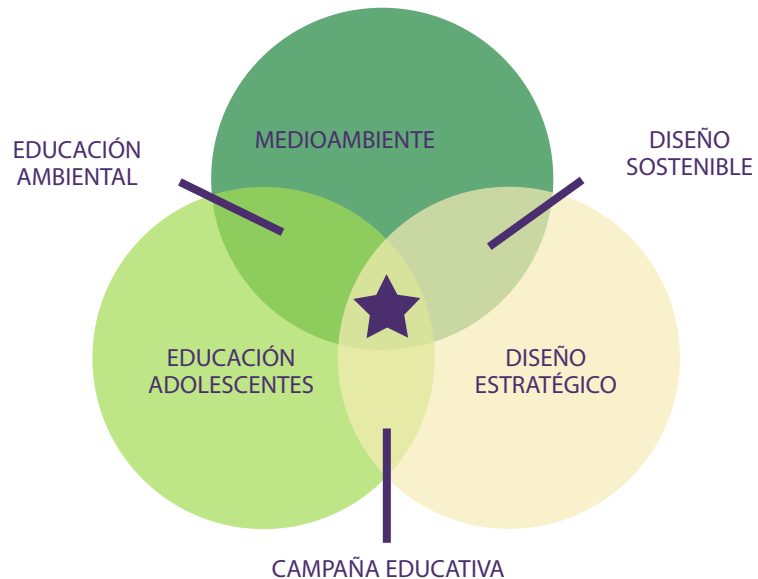 MEDIOAMBIENTE
EDUCACIÓN
AMBIENTAL
DISEÑO
SOSTENIBLE
EDUCACIÓN
ADOLESCENTES
DISEÑO
ESTRATÉGICO
CAMPAÑA EDUCATIVA